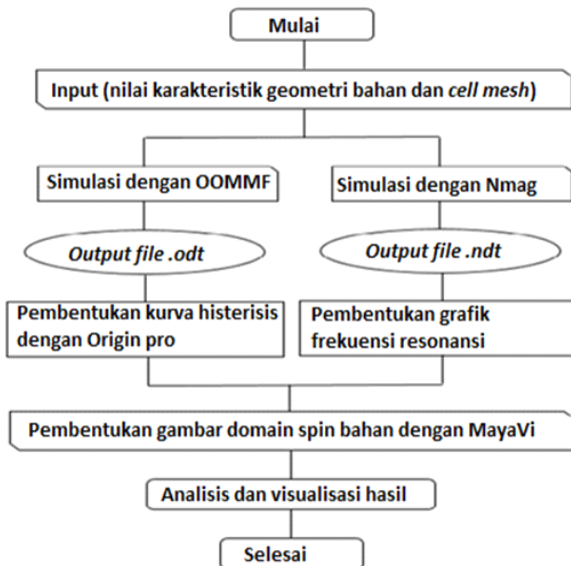 Mulai
Input (nilai karakteristik geometri bahan dan cell mesh)
Simulasi dengan OOMMF
Simulasi dengan Nmag
Output file .odt
Output file .ndt
Pembentukan kurva histerisis
dengan Origin pro
Pembentukan grafik
frekuensi resonansi
Pembentukan gambar domain spin bahan dengan MayaVi
Analisis dan visualisasi hasil
Selesai